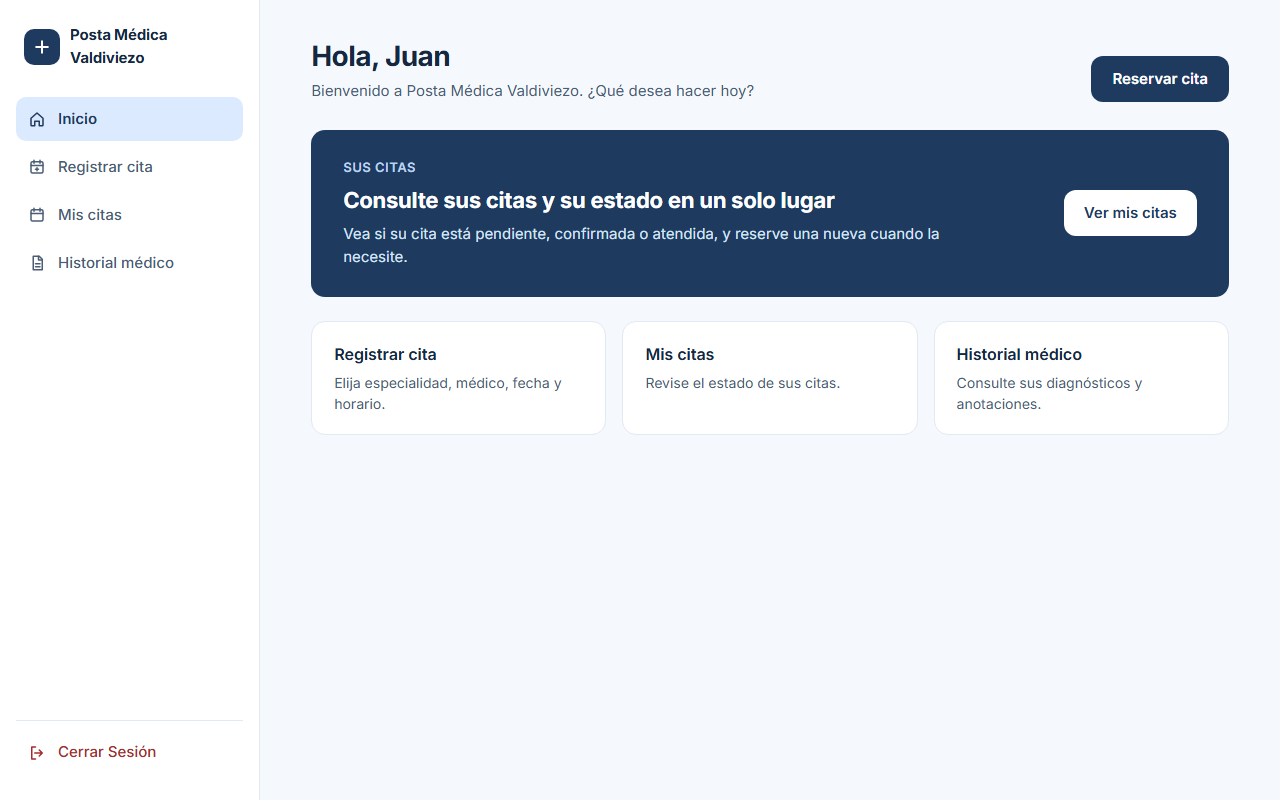 Posta Médica
Valdiviezo
Inicio
Registrar cita
Mis citas
Historial médico
Cerrar Sesión
Hola, Juan
Bienvenido a Posta Médica Valdiviezo. ¿Qué desea hacer hoy?
Reservar cita
SUS CITAS
Consulte sus citas y su estado en un solo lugar
Vea si su cita está pendiente, confirmada o atendida, y reserve una nueva cuando la
necesite.
Ver mis citas
Registrar cita
Elija especialidad, médico, fecha y
horario.
Mis citas
Revise el estado de sus citas.
Historial médico
Consulte sus diagnósticos y
anotaciones.